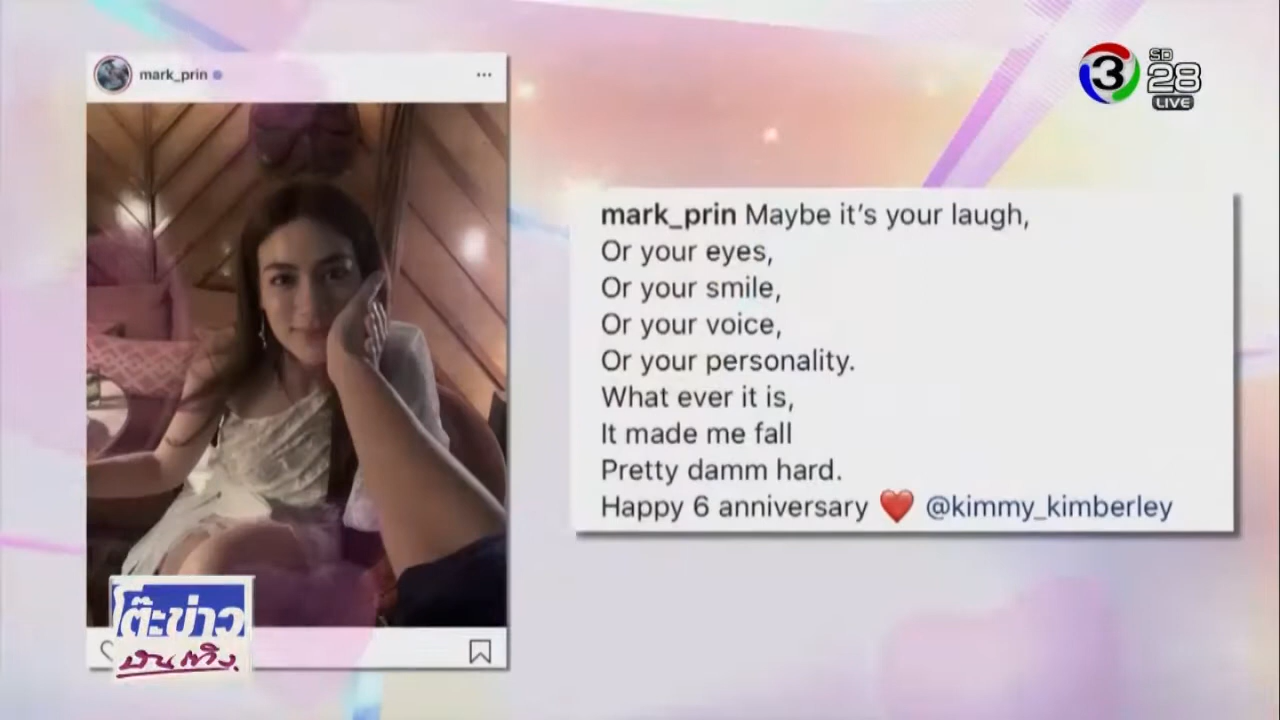 mark_prin
3
SD
28
LIVE
mark_prin Maybe it’s your laugh,
Or your eyes,
Or your smile,
Or your voice,
Or your personality.
What ever it is,
It made me fall
Pretty damm hard.
Happy 6 anniversary ❤️ @kimmy_kimberley
โต๊ะข่าว
บันเทิง